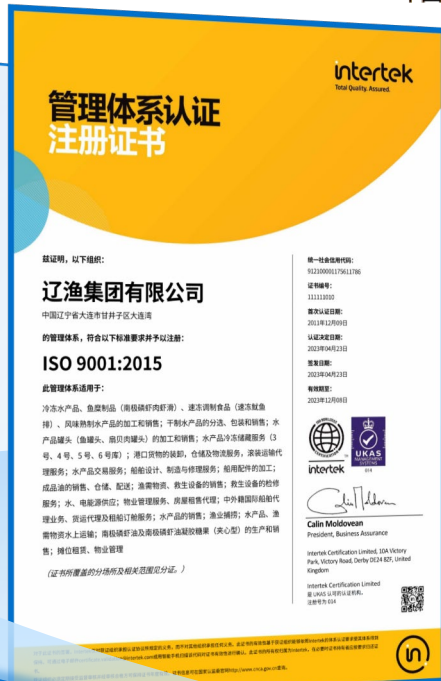 intertek
Total Quality. Assured.
管理体系认证
注册证书
兹证明，以下组织：
辽渔集团有限公司
中国辽宁省大连市甘井子区大连湾
的管理体系，符合以下标准要求并予以注册：
ISO 9001:2015
此管理体系适用于：
冷冻水产品、鱼糜制品（南极磷虾肉虾滑）、速冻调制食品（速冻鱿鱼
排）、风味熟制水产品的加工和销售；干制水产品的分选、包装和销售；水
产品罐头（鱼罐头、扇贝肉罐头）的加工和销售；水产品冷冻储藏服务（3
号、4 号、5 号、6 号库）；港口货物的装卸，仓储及物流服务，滚装运输代
理服务；水产品交易服务；船舶设计、制造与修理服务；船用配件的加工；
成品油的销售、仓储、配送；渔需物资、救生设备的销售；救生设备的检修
服务；水、电能源供应；物业管理服务、房屋租赁代理；中外籍国际船舶代
理业务、货运代理及租船订舱服务；水产品的销售；渔业捕捞；水产品、渔
需物资水上运输；南极磷虾油及南极磷虾油凝胶糖果（夹心型）的生产和销
售；摊位租赁、物业管理
（证书所覆盖的分场所及相关范围见分证。）
统一社会信用代码：
912100001175611786
证书编号：
111111010
首次认证日期：
2011年12月09日
认证决定日期：
2023年04月23日
签发日期：
2023年04月23日
有效期至：
2023年12月08日
intertek
UKAS
MANAGEMENT
SYSTEMS
014
Calin Moldovean
President, Business Assurance
Intertek Certification Limited, 10A Victory
Park, Victory Road, Derby DE24 8ZF, United
Kingdom
Intertek Certification Limited
是 UKAS 认可的认证机构，
注册号为 014